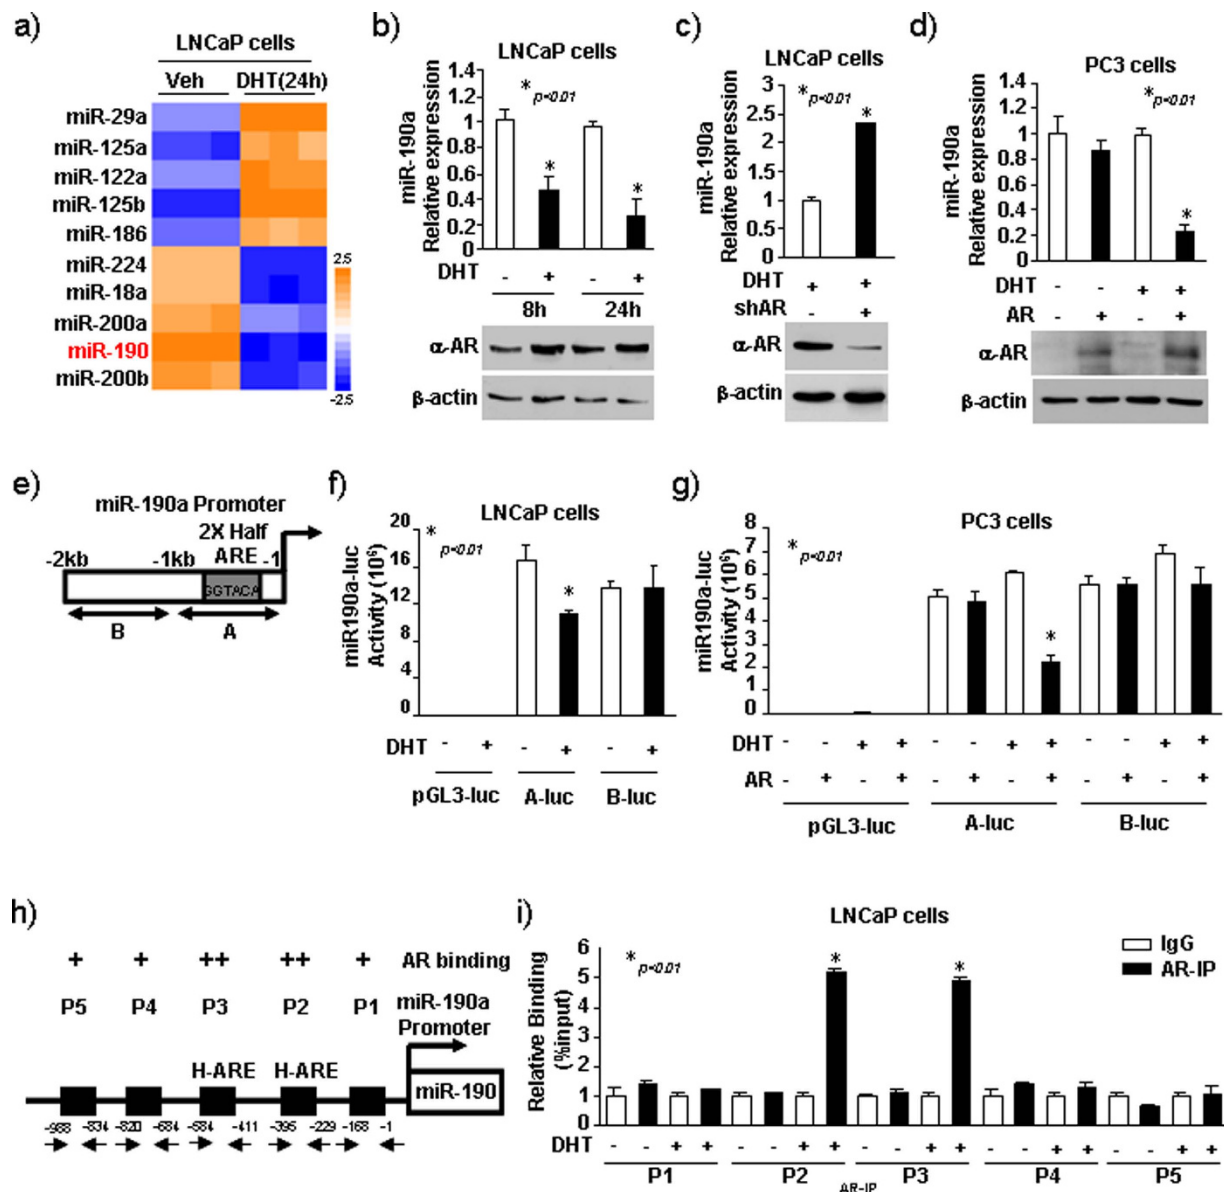 a)
LNCaP cells
Veh DHT(24h)
miR-29a
miR-125a
miR-122a
miR-125b
miR-186
miR-224
miR-18a
miR-200a
miR-190
miR-200b
2.5
-2.5
b)
LNCaP cells
* p<0.01
miR-190a
Relative expression
1.4
1.2
1
0.8
0.6
0.4
0.2
0
* *
DHT - + - +
8h 24h
α-AR
β-actin
c)
LNCaP cells
* p<0.01
miR-190a
Relative expression
3
2.5
2
1.5
1
0.5
0
*
DHT + +
shAR - +
α-AR
β-actin
d)
PC3 cells
* p<0.01
miR-190a
Relative expression
1.4
1.2
1
0.8
0.6
0.4
0.2
0
*
DHT - - + +
AR - + - +
α-AR
β-actin
e)
miR-190a Promoter
2X Half
-2kb -1kb ARE -1
GGTACA
B A
f)
LNCaP cells
* p<0.01
miR190a-luc
Activity (10⁶)
20
16
12
8
4
0
*
DHT - + - + - +
pGL3-luc A-luc B-luc
g)
PC3 cells
* p<0.01
miR190a-luc
Activity (10⁶)
8
7
6
5
4
3
2
1
0
*
DHT - - + + - - + + - - + +
AR - + - + - + - + - + - +
pGL3-luc A-luc B-luc
h)
+ + ++ ++ + AR binding
P5 P4 P3 P2 P1 miR-190a
Promoter
H-ARE H-ARE
miR-190
-988 -834 -820 -684 -584 -411 -395 -229 -168 -1
i)
LNCaP cells
* p<0.01
IgG
AR-IP
Relative Binding
(%input)
6
5
4
3
2
1
0
* *
DHT - - + + - - + + - - + + - - + + - - + +
P1 P2 P3 P4 P5
AR-IP